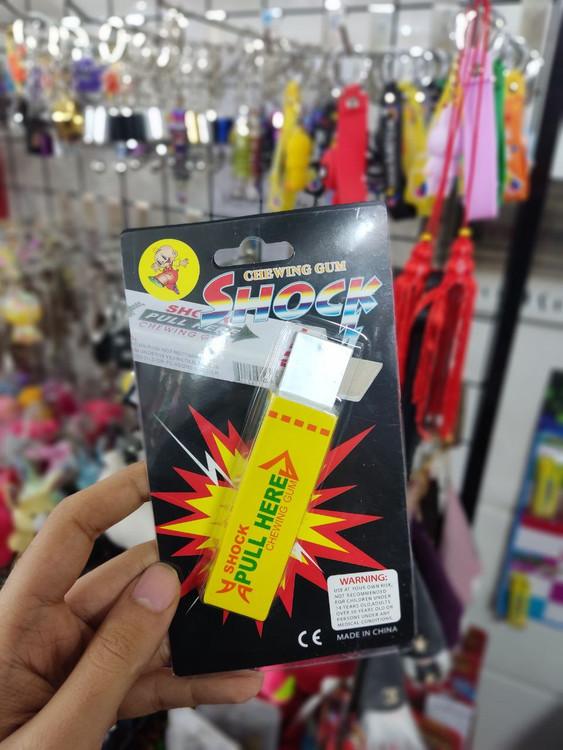 CHEWING GUM
SHOCK
SHOCK
PULL HERE
CHEWING GUM
SHOCK
PULL HERE
CHEWING GUM
WARNING:
USE AT YOUR OWN RISK,
NOT RECOMMENDED
FOR CHILDREN UNDER
14 YEARS OLD,ADULTS
OVER 50 YEARS OLD OR
PERSONS UNDER ANY
MEDICAL CONDITIONS.
CE MADE IN CHINA